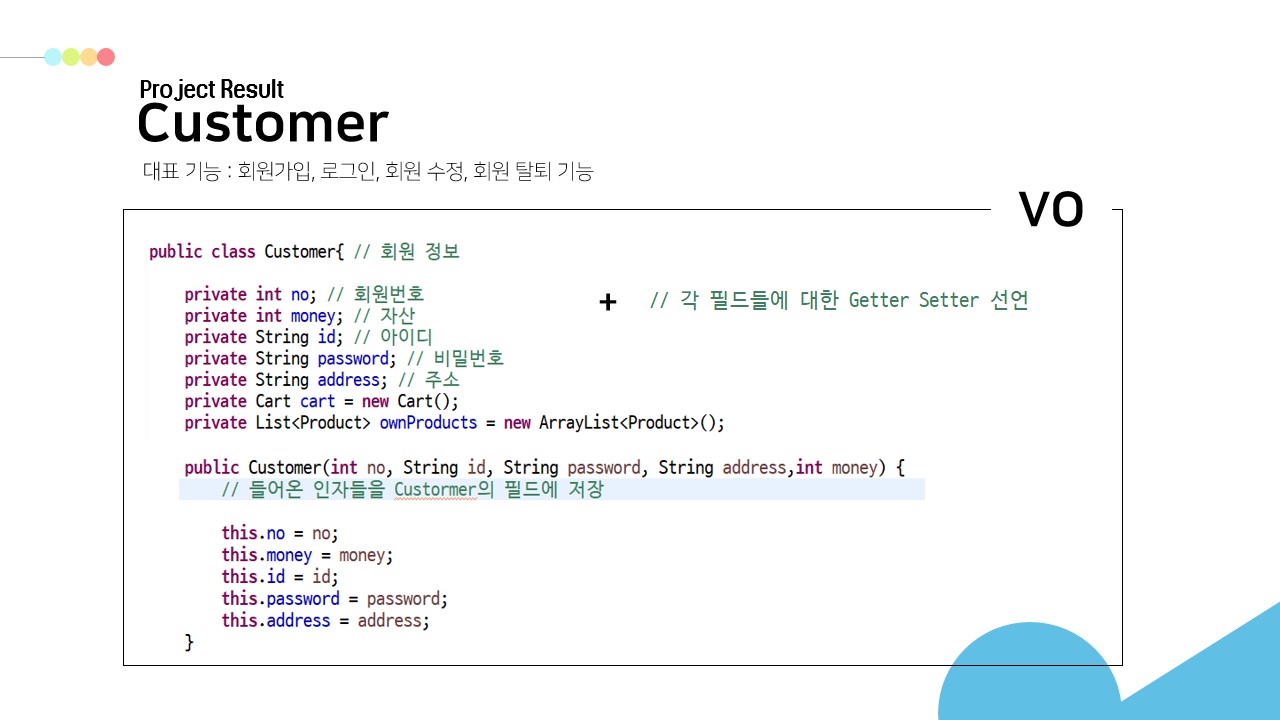 Project Result
Customer
대표 기능 : 회원가입, 로그인, 회원 수정, 회원 탈퇴 기능
VO
public class Customer{ // 회원 정보
private int no; // 회원번호
private int money; // 자산
private String id; // 아이디
private String password; // 비밀번호
private String address; // 주소
private Cart cart = new Cart();
private List<Product> ownProducts = new ArrayList<Product>();
+ // 각 필드들에 대한 Getter Setter 선언
public Customer(int no, String id, String password, String address,int money) {
// 들어온 인자들을 Custormer의 필드에 저장
this.no = no;
this.money = money;
this.id = id;
this.password = password;
this.address = address;
}